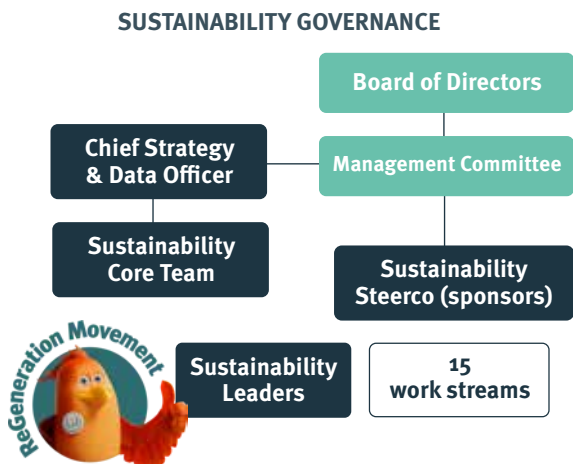 SUSTAINABILITY GOVERNANCE
Board of Directors
Chief Strategy
& Data Officer
Management Committee
Sustainability
Core Team
Sustainability
Steerco (sponsors)
ReGeneration Movement
Sustainability
Leaders
15
work streams